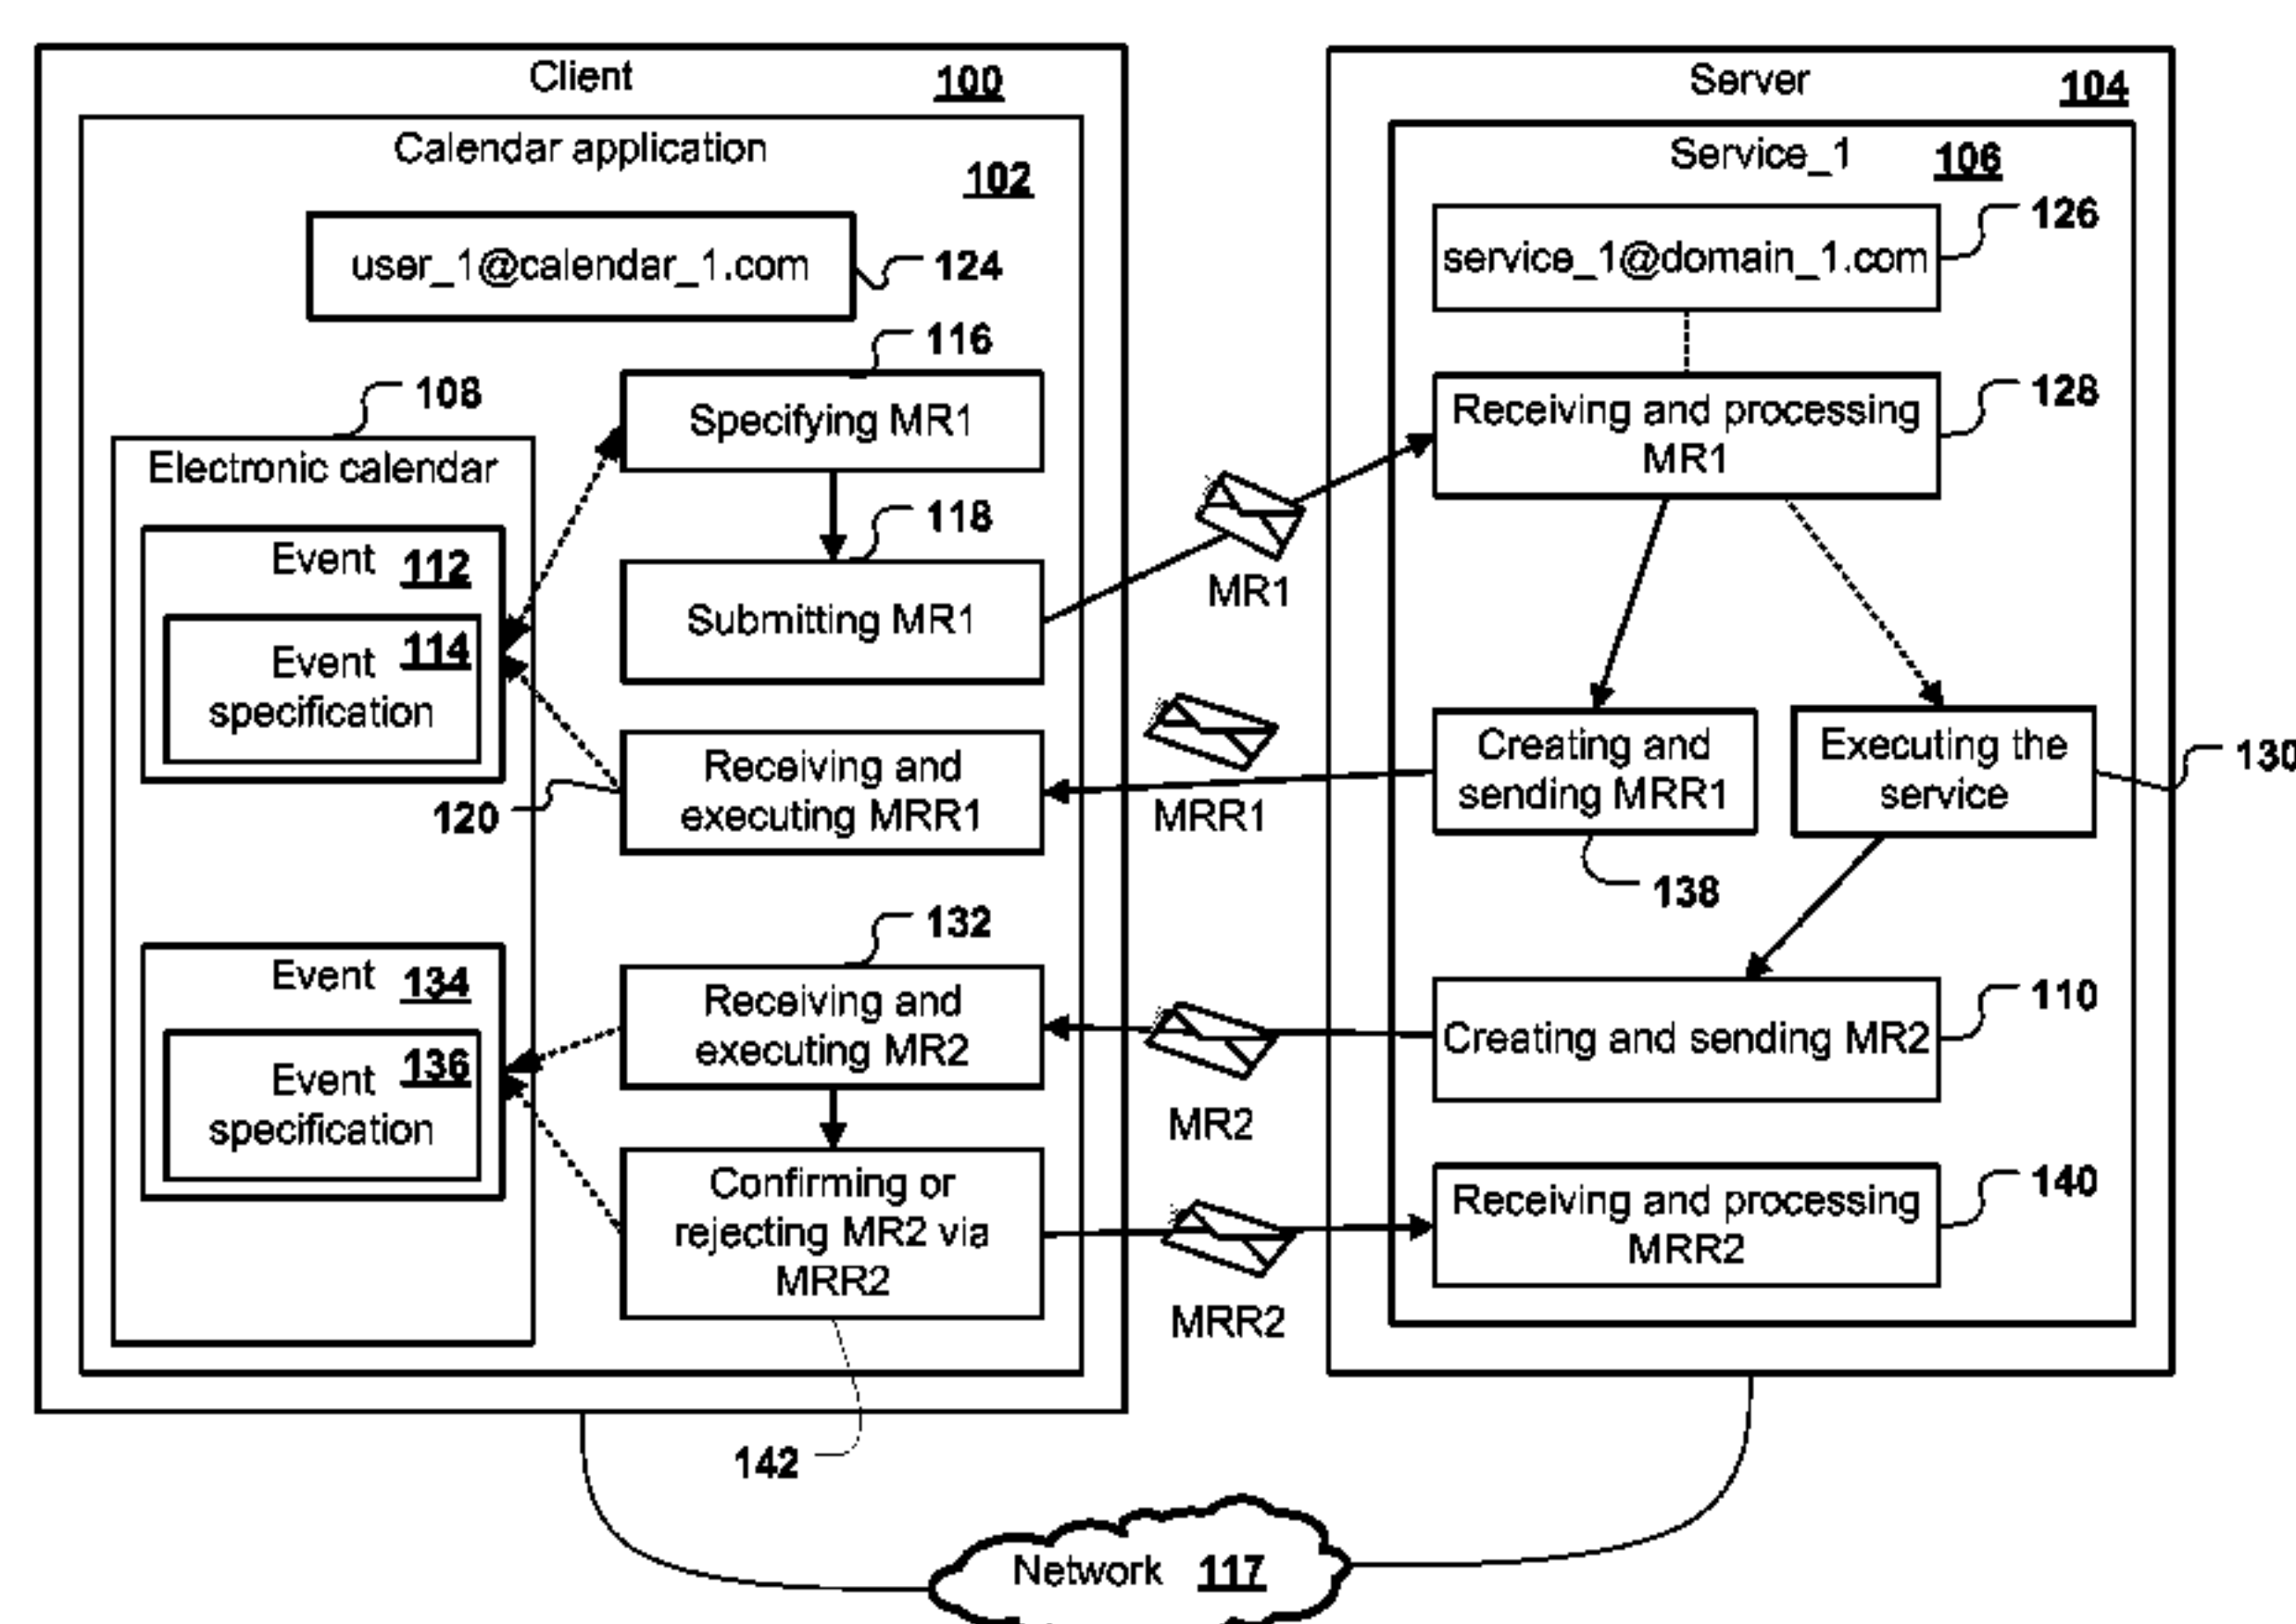 Client 100
Calendar application
102
user_1@calendar_1.com
124
116
Specifying MR1
108
Electronic calendar
118
Submitting MR1
Event 112
Event 114
specification
Receiving and
executing MRR1
120
132
Receiving and
executing MR2
Event 134
Event 136
specification
Confirming or
rejecting MR2 via
MRR2
142
MR1
MRR1
MR2
MRR2
Server 104
Service_1 106
service_1@domain_1.com
126
Receiving and processing
MR1
128
Creating and
sending MRR1
138
Executing the
service
130
Creating and sending MR2
110
Receiving and processing
MRR2
140
Network 117